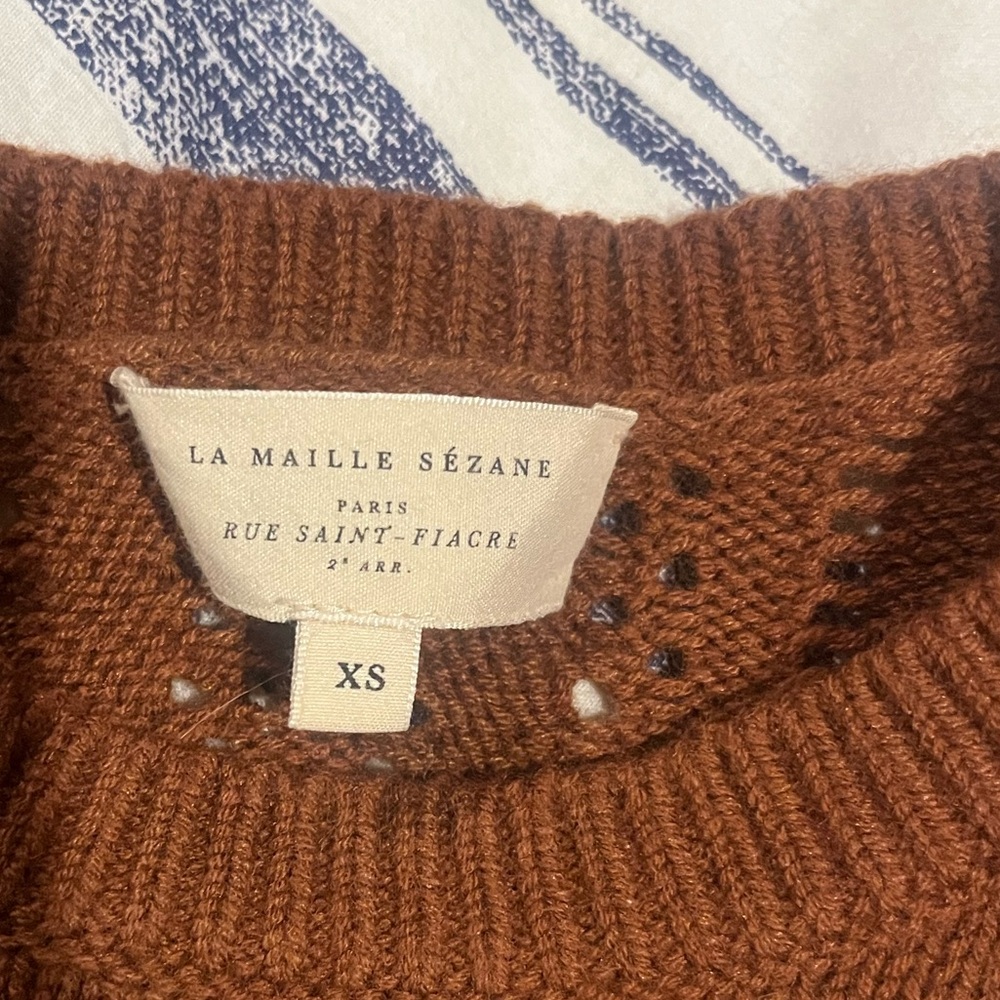 LA MAILLE SÉZANE
PARIS
RUE SAINT-FIACRE
2e ARR.
XS